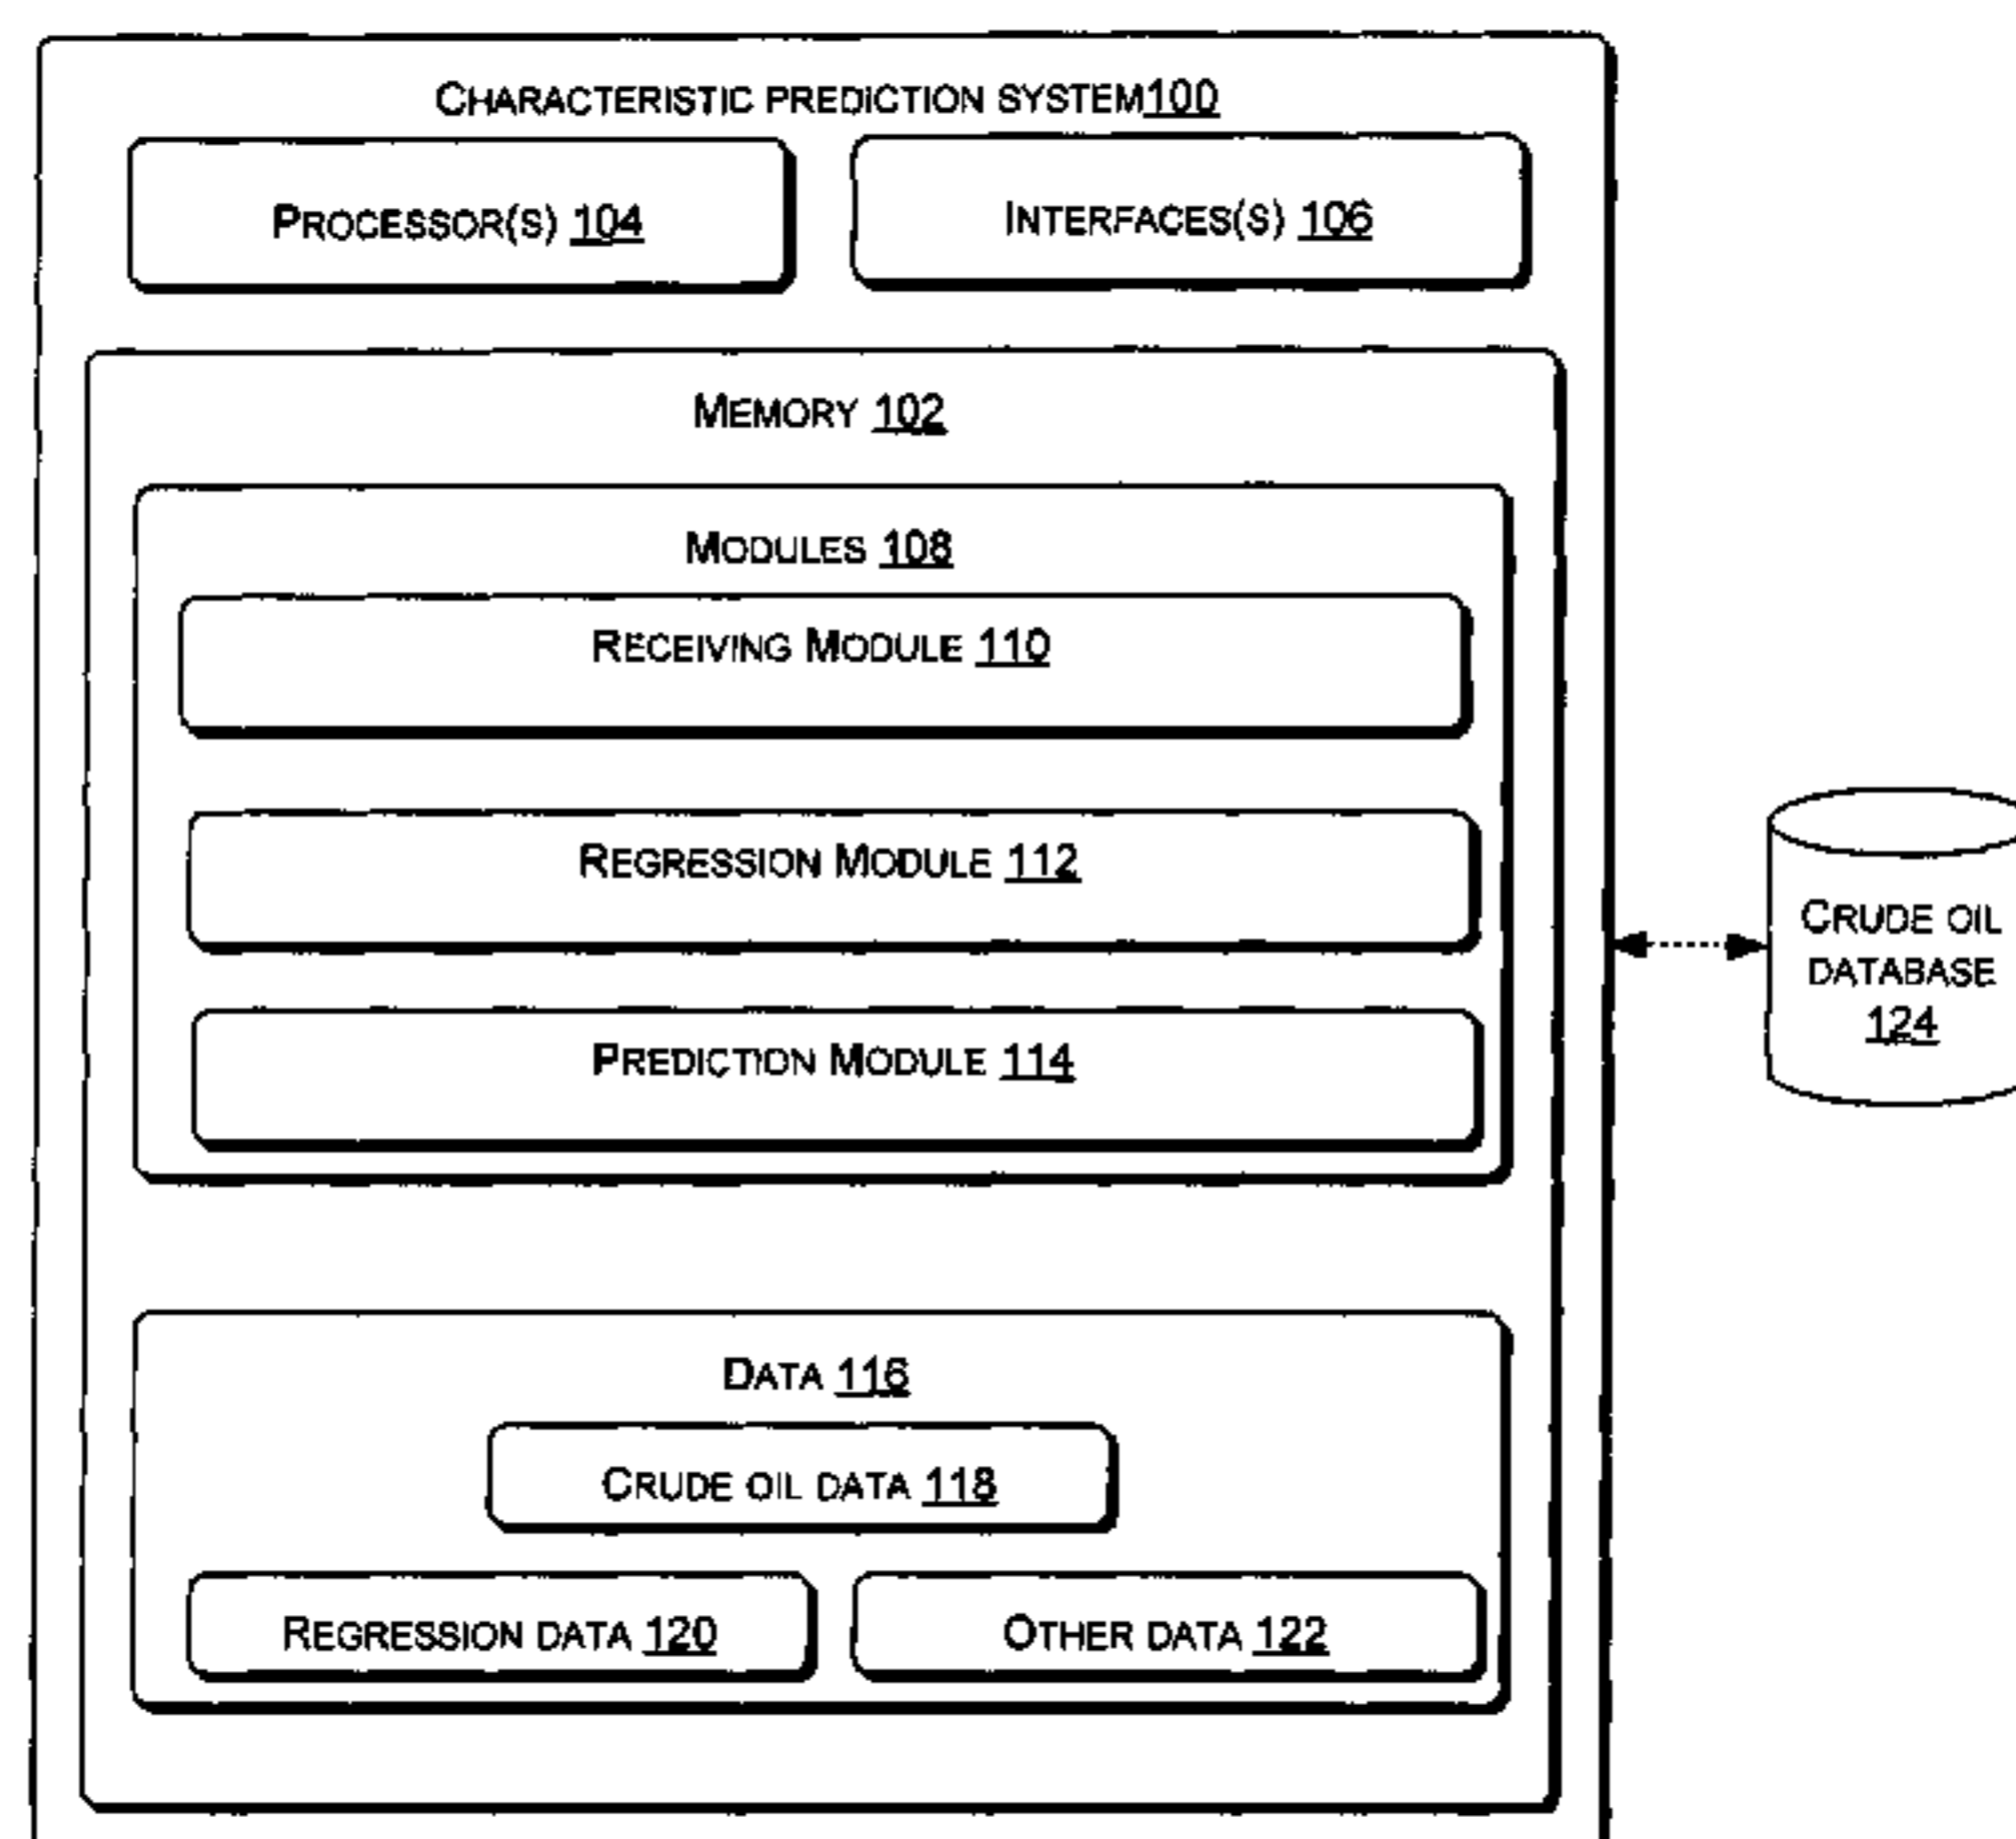 CHARACTERISTIC PREDICTION SYSTEM100
PROCESSOR(S) 104
INTERFACES(S) 106
MEMORY 102
MODULES 108
RECEIVING MODULE 110
REGRESSION MODULE 112
PREDICTION MODULE 114
DATA 116
CRUDE OIL DATA 118
REGRESSION DATA 120
OTHER DATA 122
CRUDE OIL
DATABASE
124